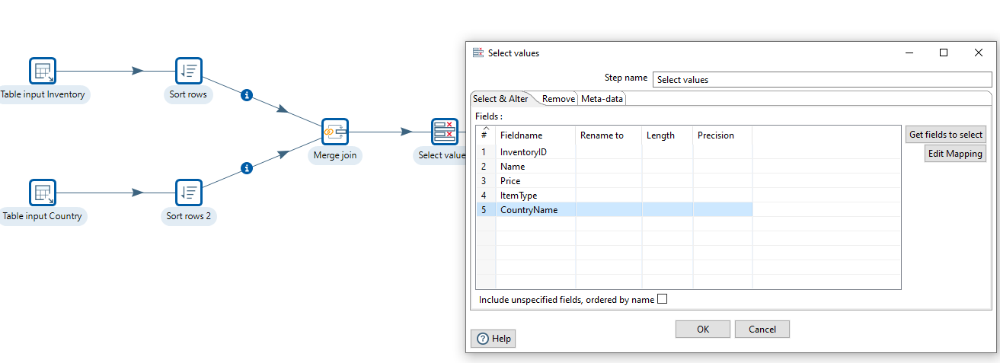 Table input Inventory
Sort rows
Merge join
Select value
Table input Country
Sort rows 2
Select values
Step name Select values
Select & Alter Remove Meta-data
Fields :
# Fieldname Rename to Length Precision
1 InventoryID
2 Name
3 Price
4 ItemType
5 CountryName
Get fields to select
Edit Mapping
Include unspecified fields, ordered by name
OK Cancel
Help